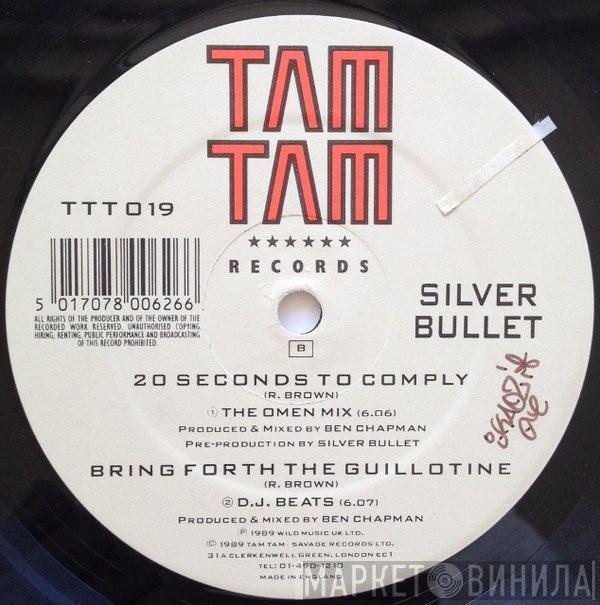 TAM
TAM
★★★★★★
RECORDS
TTT019
5 017078 006266
ALL RIGHTS OF THE PRODUCER AND OF THE OWNER OF THE
RECORDED WORK RESERVED. UNAUTHORISED COPYING,
HIRING, RENTING, PUBLIC PERFORMANCE AND BROADCASTING
OF THIS RECORD PROHIBITED.
SILVER
BULLET
B
20 SECONDS TO COMPLY
(R. BROWN)
① THE OMEN MIX (6.06)
PRODUCED & MIXED BY BEN CHAPMAN
PRE-PRODUCTION BY SILVER BULLET
BRING FORTH THE GUILLOTINE
(R. BROWN)
② D.J. BEATS (6.07)
PRODUCED & MIXED BY BEN CHAPMAN
Ⓟ 1989 WILD MUSIC UK LTD.
© 1989 TAM TAM - SAVAGE RECORDS LTD.
31A CLERKENWELL GREEN, LONDON EC1
TEL: 01-490-1210
MADE IN ENGLAND
МАРКЕТ ВИНИЛА